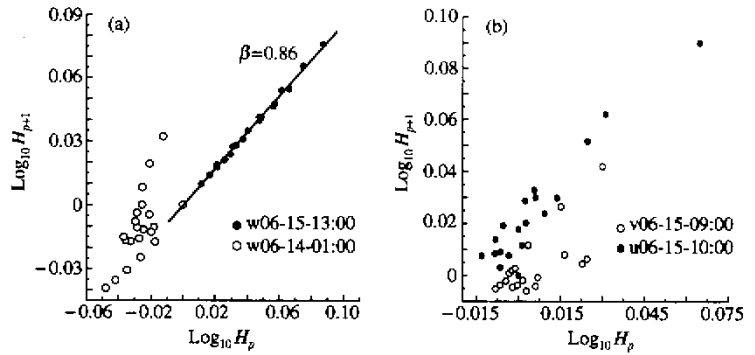 (a)
0.09
0.07
0.03
0
−0.03
Log10 Hp+1
β=0.86
w06-15-13:00
w06-14-01:00
−0.06 −0.02 0.02 0.06 0.10
Log10 Hp
(b)
0.10
0.08
0.06
0.04
0.02
0
Log10 Hp+1
v06-15-09:00
u06-15-10:00
−0.015 0.015 0.045 0.075
Log10 Hp